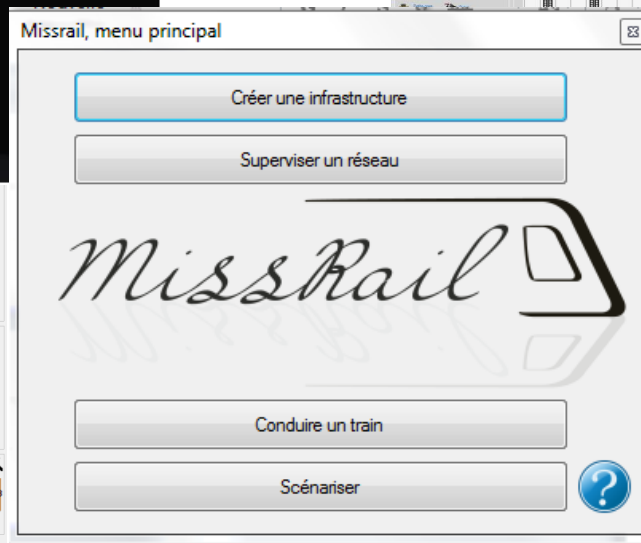 Missrail, menu principal
Créer une infrastructure
Superviser un réseau
MissRail
Conduire un train
Scénariser
?